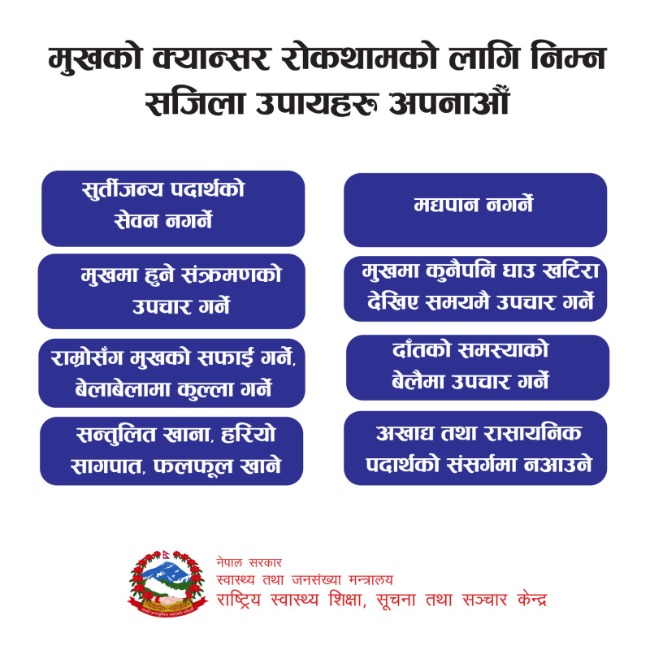 मुखको क्यान्सर रोकथामको लागि निम्न
सजिला उपायहरु अपनाऔँ
सुर्तीजन्य पदार्थको
सेवन नगर्ने
मद्यपान नगर्ने
मुखमा हुने संक्रमणको
उपचार गर्ने
मुखमा कुनैपनि घाउ खटिरा
देखिए समयमै उपचार गर्ने
राम्रोसँग मुखको सफाई गर्ने,
बेलाबेलामा कुल्ला गर्ने
दाँतको समस्याको
बेलैमा उपचार गर्ने
सन्तुलित खाना, हरियो
सागपात, फलफूल खाने
अखाद्य तथा रासायनिक
पदार्थको संसर्गमा नआउने
नेपाल सरकार
स्वास्थ्य तथा जनसंख्या मन्त्रालय
राष्ट्रिय स्वास्थ्य शिक्षा, सूचना तथा सञ्चार केन्द्र